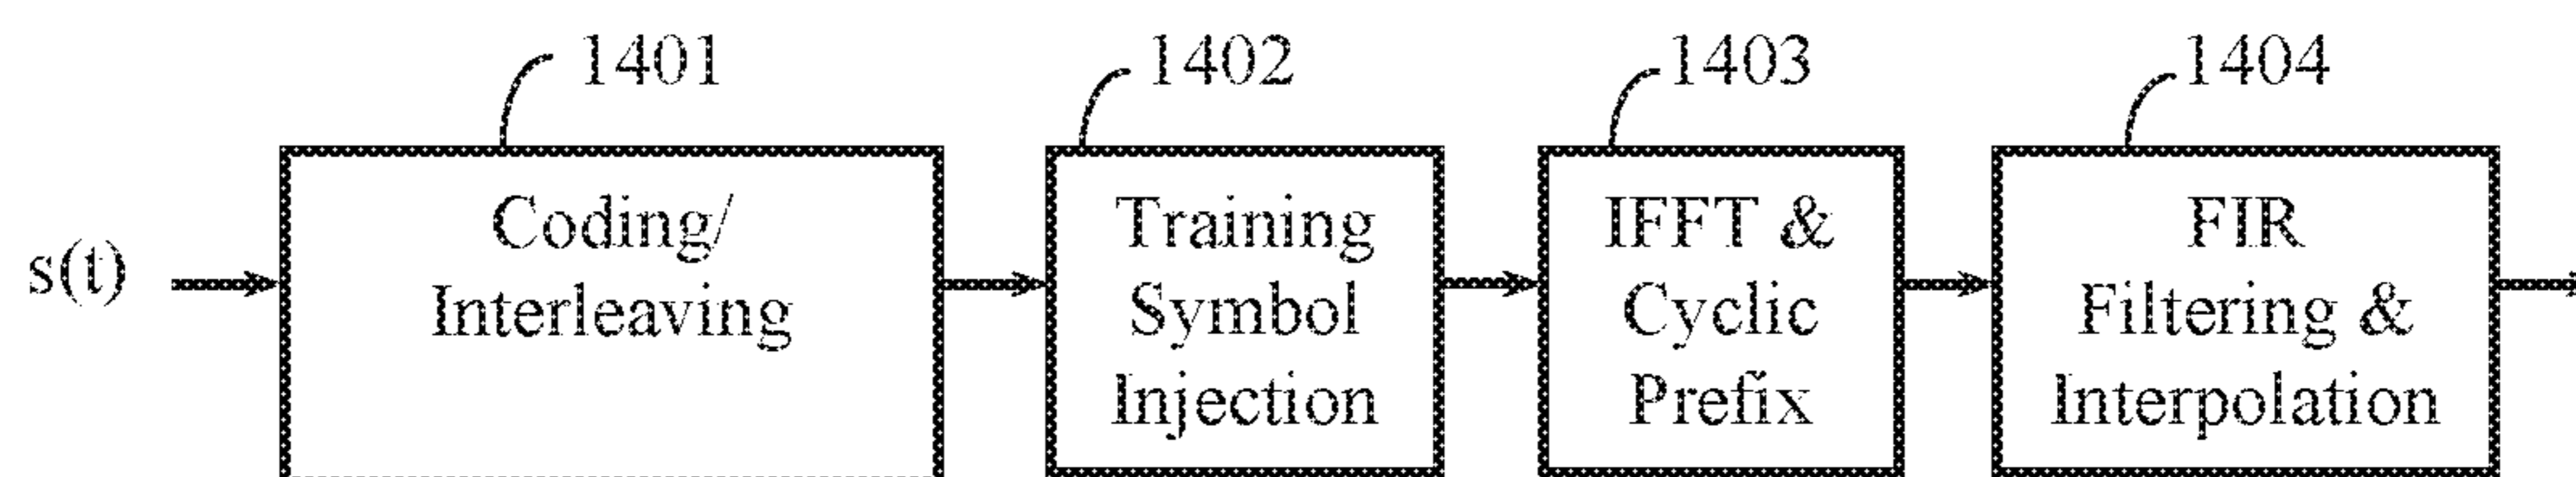 1401
1402
1403
1404
s(t)
Coding/
Interleaving
Training
Symbol
Injection
IFFT &
Cyclic
Prefix
FIR
Filtering &
Interpolation